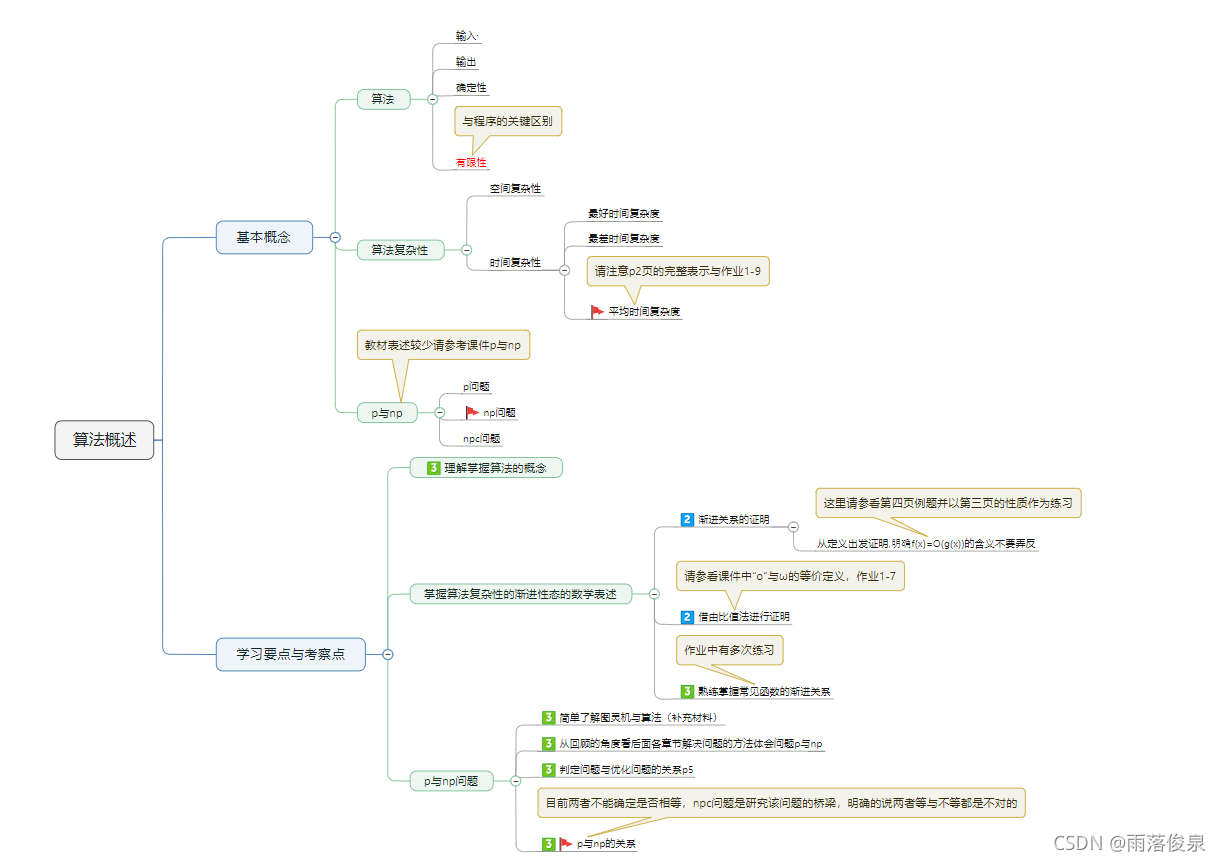 算法概述
基本概念
算法
输入·
输出
确定性
与程序的关键区别
有限性
算法复杂性
空间复杂性
时间复杂性
最好时间复杂度
最差时间复杂度
请注意p2页的完整表示与作业1-9
平均时间复杂度
教材表述较少请参考课件p与np
p与np
p问题
np问题
npc问题
学习要点与考察点
3 理解掌握算法的概念
掌握算法复杂性的渐进性态的数学表述
2 渐进关系的证明
这里请参看第四页例题并以第三页的性质作为练习
从定义出发证明,明确f(x)=O(g(x))的含义不要弄反
请参看课件中“o”与ω的等价定义，作业1-7
2 借由比值法进行证明
作业中有多次练习
3 熟练掌握常见函数的渐进关系
p与np问题
3 简单了解图灵机与算法（补充材料）
3 从回顾的角度看后面各章节解决问题的方法体会问题p与np
3 判定问题与优化问题的关系p5
目前两者不能确定是否相等，npc问题是研究该问题的桥梁，明确的说两者等与不等都是不对的
3 p与np的关系
CSDN @雨落俊泉